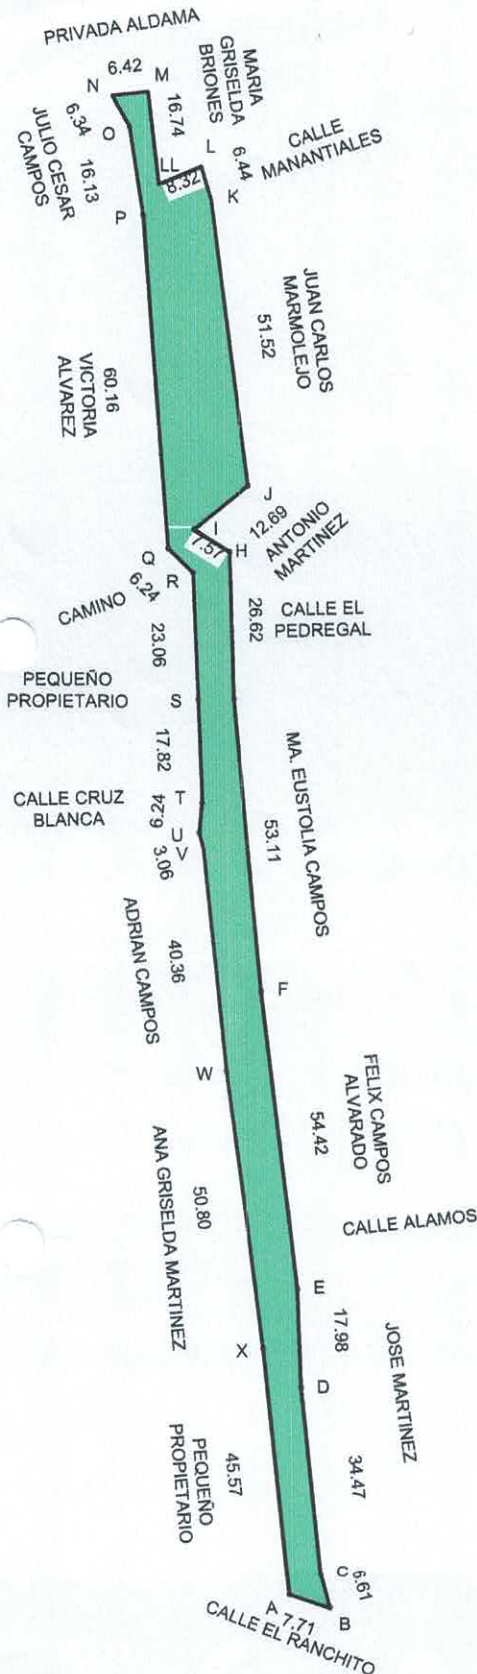 PRIVADA ALDAMA
6.42
N
M
MARIA
GRISELDA
BRIONES
16.74
6.34
O
JULIO CESAR
CAMPOS
16.13
P
LL
8.32
L
6.44
K
CALLE
MANANTIALES
JUAN CARLOS
MARMOLEJO
51.52
60.16
VICTORIA
ALVAREZ
J
12.69
ANTONIO
MARTINEZ
I
7.57
H
Q
6.24
R
CAMINO
23.06
26.62
CALLE EL
PEDREGAL
PEQUEÑO
PROPIETARIO
S
17.82
CALLE CRUZ
BLANCA
T
6.24
U
V
3.06
MA. EUSTOLIA CAMPOS
53.11
ADRIAN CAMPOS
40.36
F
W
FELIX CAMPOS
ALVARADO
54.42
ANA GRISELDA MARTINEZ
50.80
CALLE ALAMOS
E
17.98
X
D
JOSE MARTINEZ
34.47
PEQUEÑO
PROPIETARIO
45.57
C
6.61
A
7.71
B
CALLE EL RANCHITO